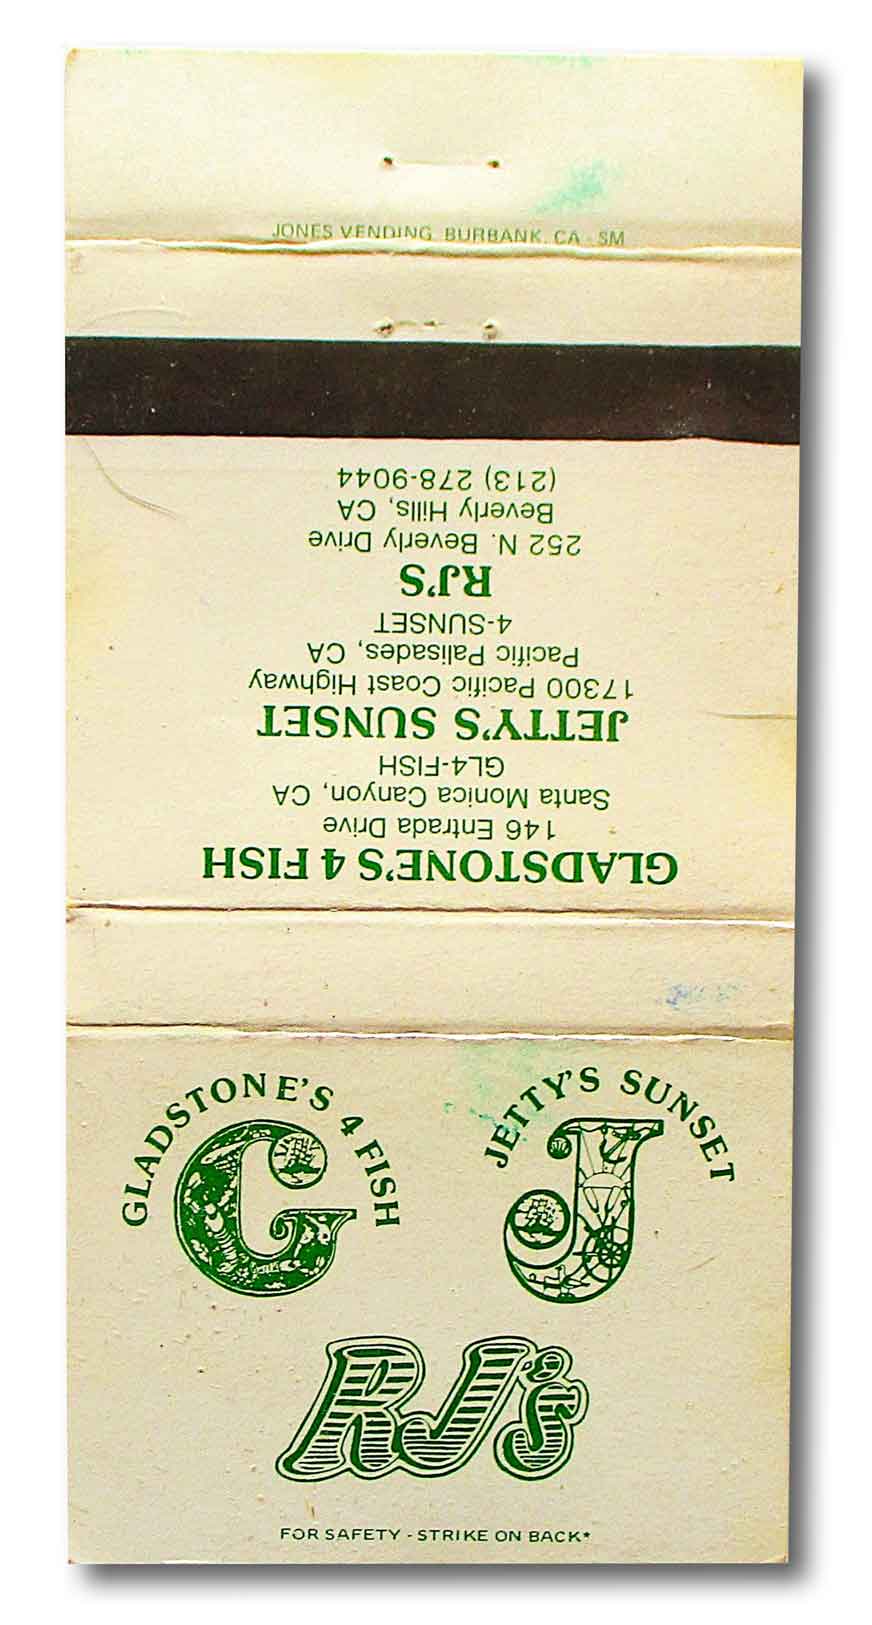 JONES VENDING, BURBANK, CA - SM
GLADSTONE'S 4 FISH
146 Entrada Drive
Santa Monica Canyon, CA
GL4-FISH
JETTY'S SUNSET
17300 Pacific Coast Highway
Pacific Palisades, CA
4-SUNSET
RJ'S
252 N. Beverly Drive
Beverly Hills, CA
(213) 278-9044
GLADSTONE'S 4 FISH
G
JETTY'S SUNSET
J
RJ's
FOR SAFETY - STRIKE ON BACK*